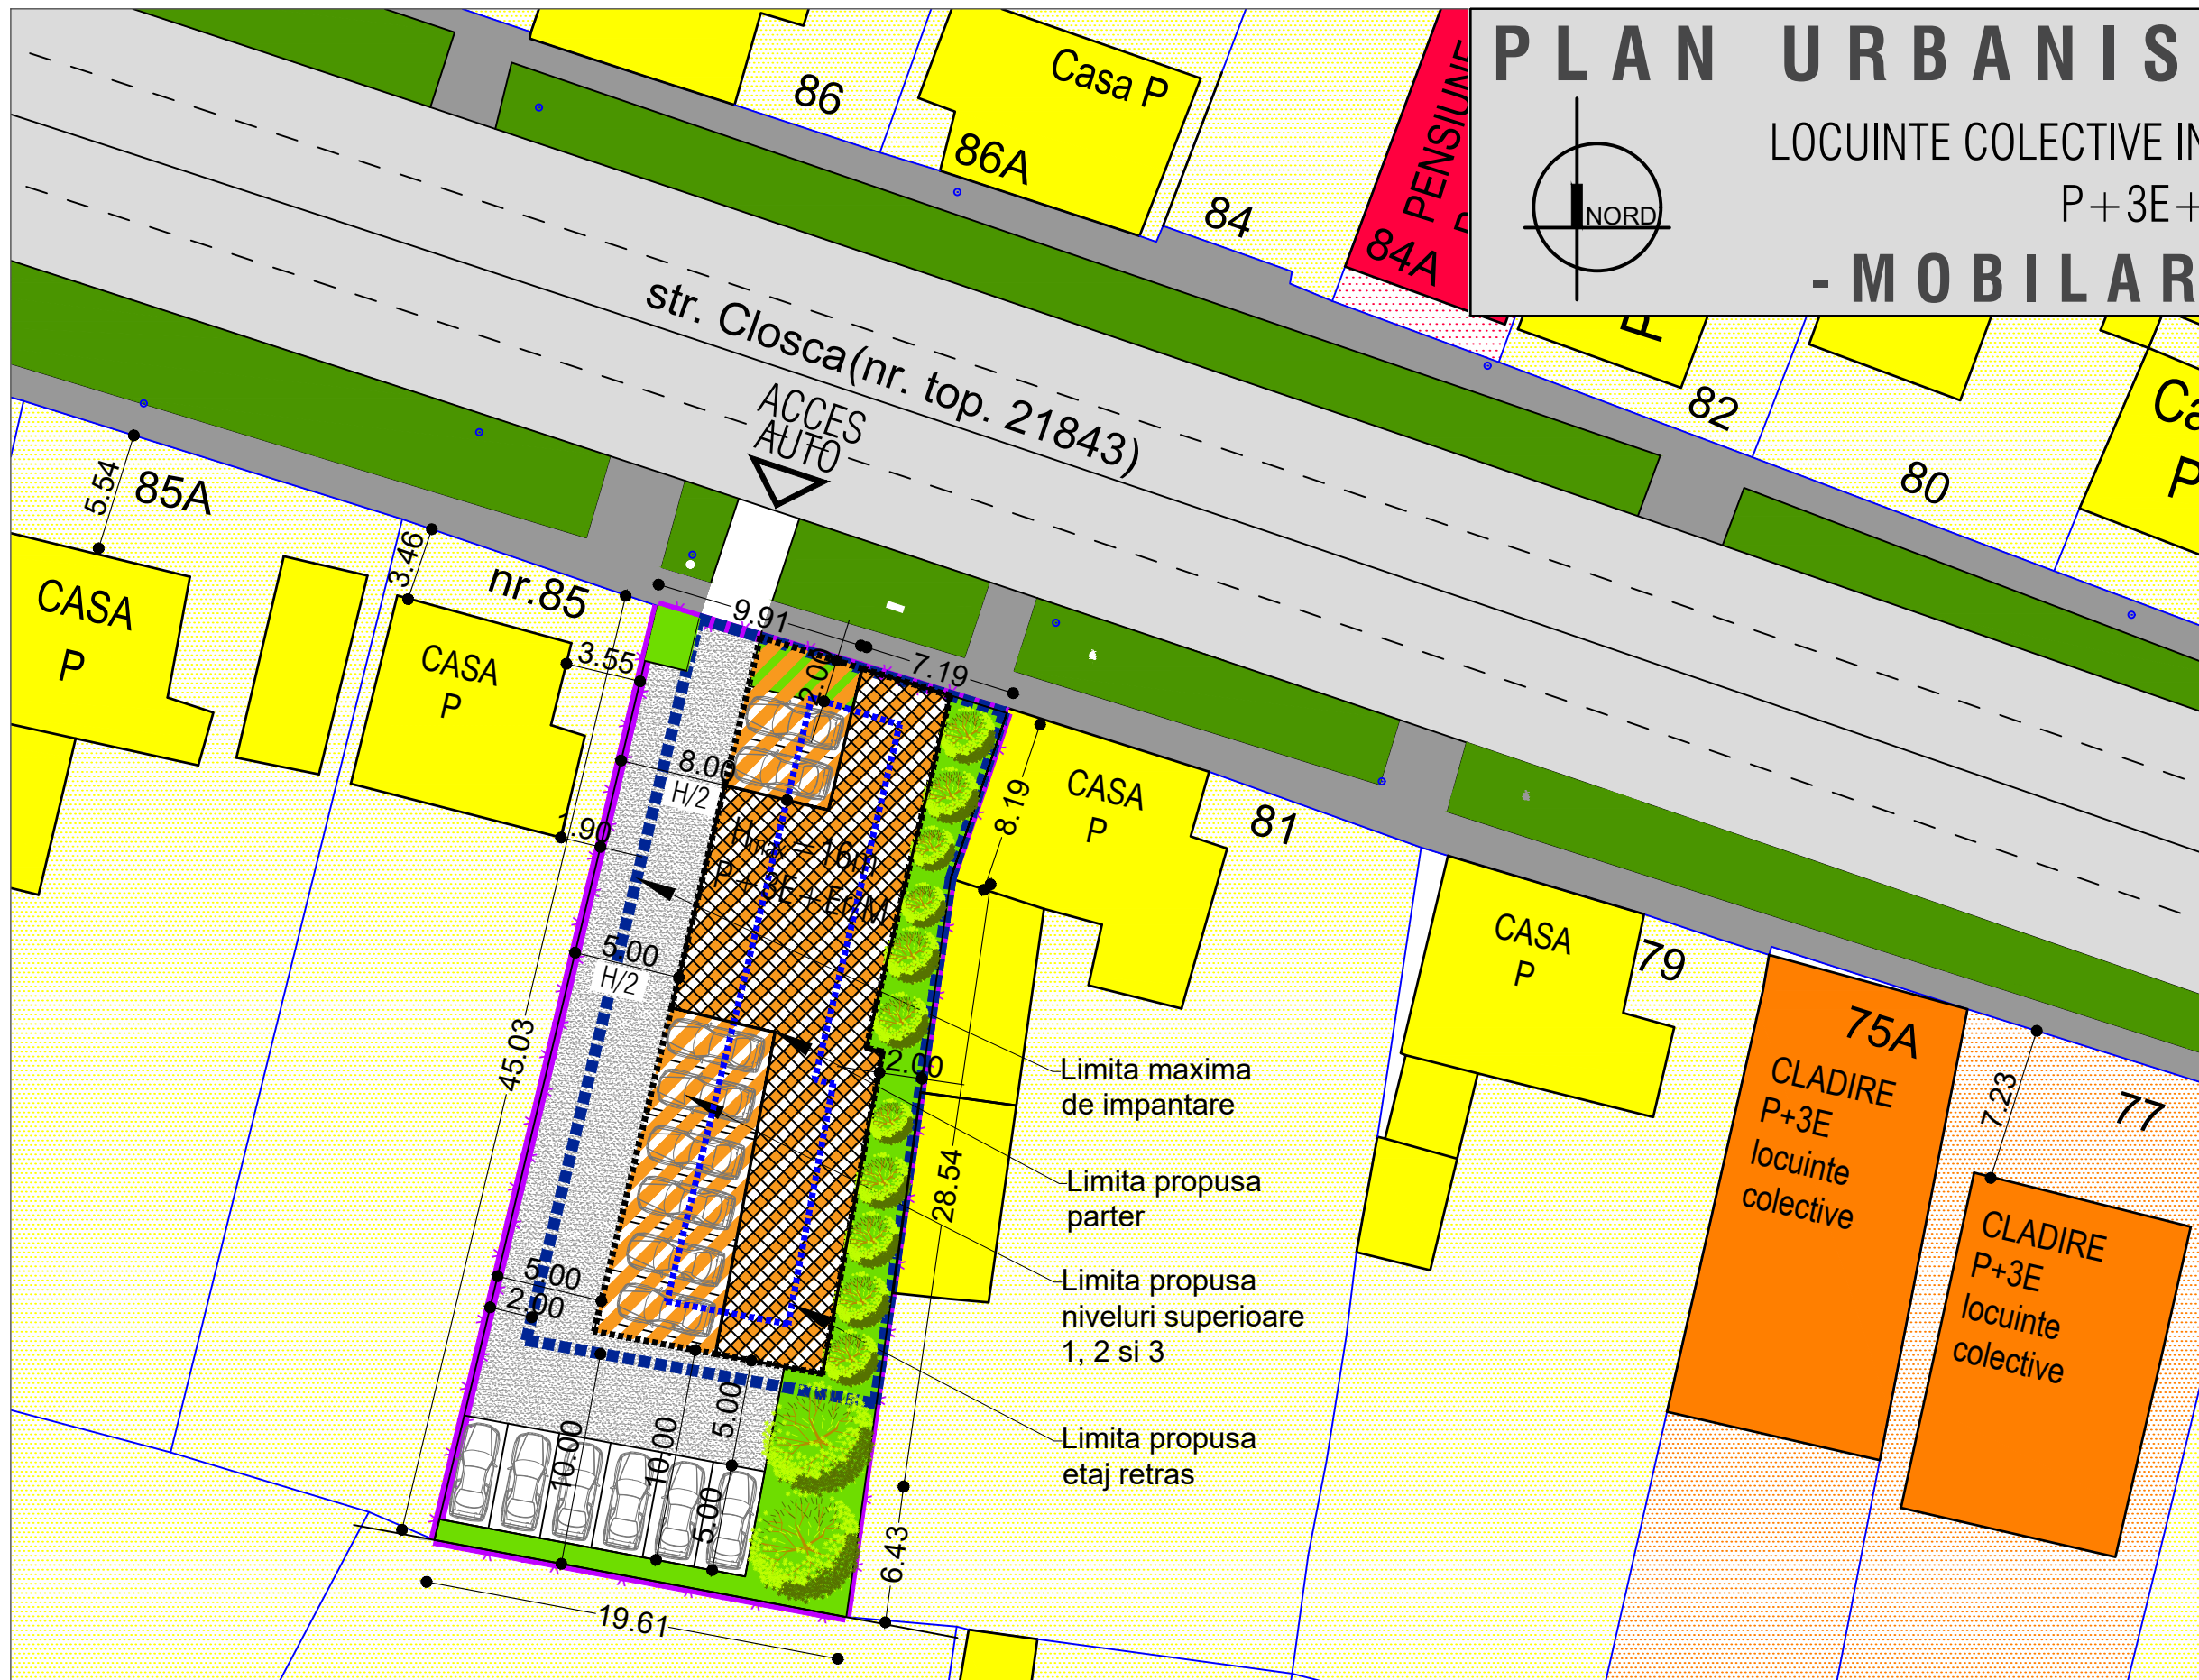 PLAN URBANIS
LOCUINTE COLECTIVE IN
P+3E+
-MOBILAR
NORD
86
Casa P
86A
84
PENSIUNE
84A
P
82
80
Ca
P
str. Closca(nr. top. 21843)
ACCES
AUTO
5.54
85A
3.46
nr.85
CASA
P
CASA
P
3.55
9.91
7.19
2.00
8.00
H/2
1.90
Hmax=16m
8.19
CASA
P
81
CASA
P
79
75A
CLADIRE
P+3E
locuinte
colective
7.23
77
CLADIRE
P+3E
locuinte
colective
5.00
H/2
45.03
2.00
28.54
Limita maxima
de impantare
Limita propusa
parter
Limita propusa
niveluri superioare
1, 2 si 3
Limita propusa
etaj retras
5.00
2.00
10.00
10.00
5.00
5.00
6.43
19.61